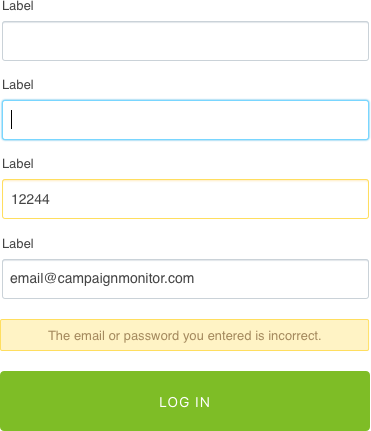 Label
Label
Label
12244
Label
email@campaignmonitor.com
The email or password you entered is incorrect.
LOG IN